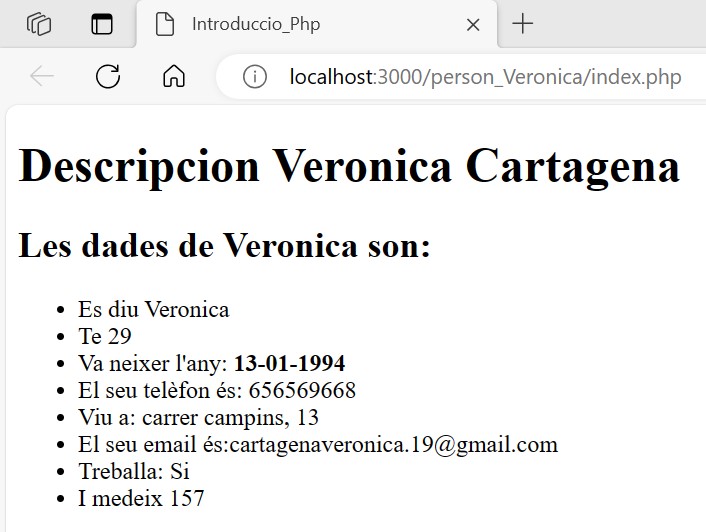 Introduccio_Php
localhost:3000/person_Veronica/index.php
Descripcion Veronica Cartagena
Les dades de Veronica son:
Es diu Veronica
Te 29
Va neixer l'any: 13-01-1994
El seu telèfon és: 656569668
Viu a: carrer campins, 13
El seu email és:cartagenaveronica.19@gmail.com
Treballa: Si
I medeix 157